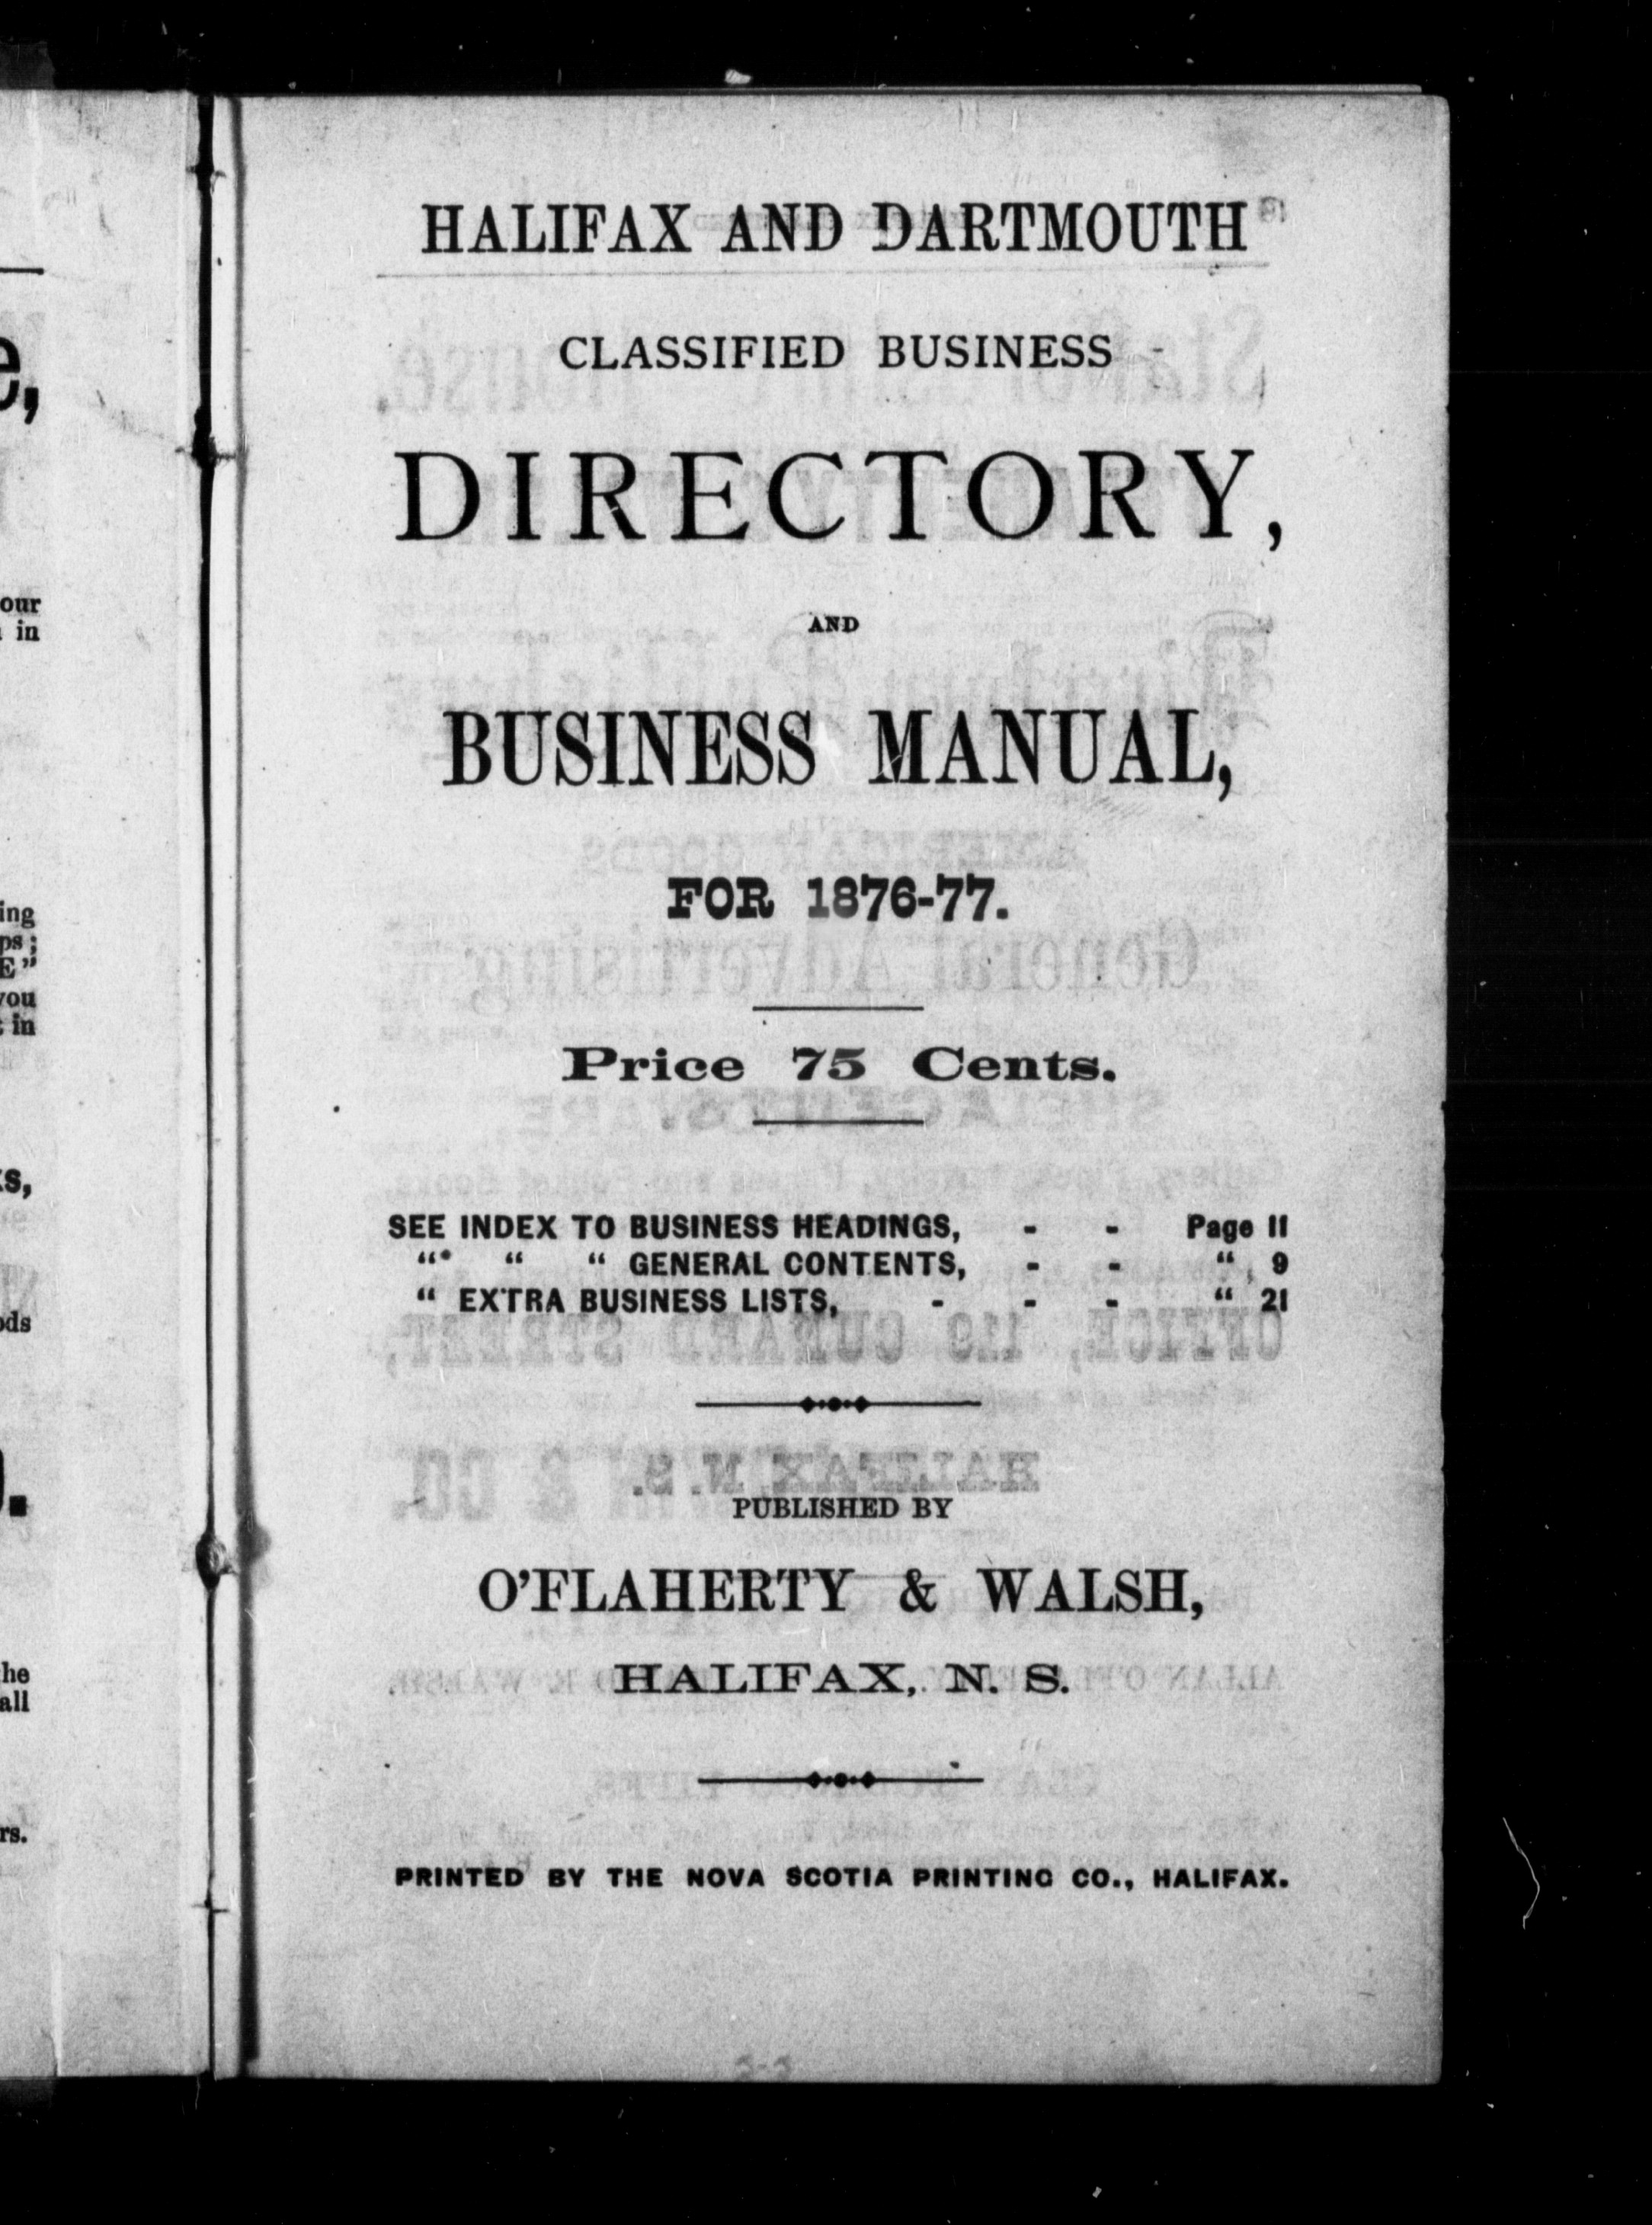 HALIFAX AND DARTMOUTH
CLASSIFIED BUSINESS
DIRECTORY,
AND
BUSINESS MANUAL,
FOR 1876-77.
Price 75 Cents.
SEE INDEX TO BUSINESS HEADINGS, - - Page 11
“ “ “ GENERAL CONTENTS, - - “ 9
“ EXTRA BUSINESS LISTS, - - - “ 21
PUBLISHED BY
O’FLAHERTY & WALSH,
HALIFAX, N. S.
PRINTED BY THE NOVA SCOTIA PRINTING CO., HALIFAX.